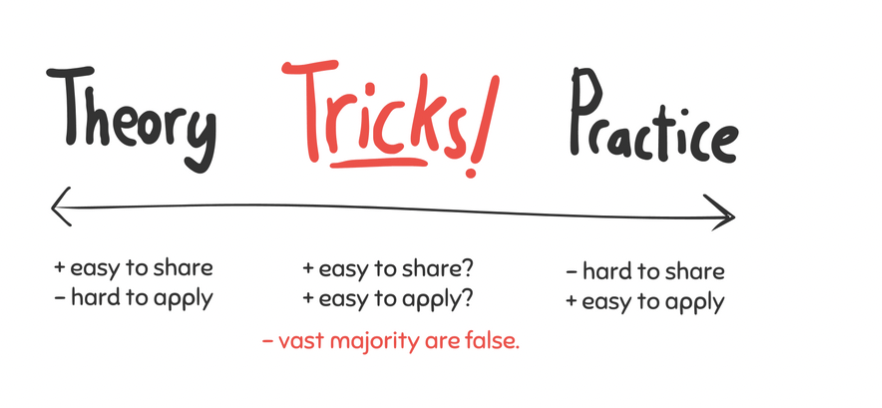 Theory
Tricks!
Practice
+ easy to share
– hard to apply
+ easy to share?
+ easy to apply?
– vast majority are false.
– hard to share
+ easy to apply